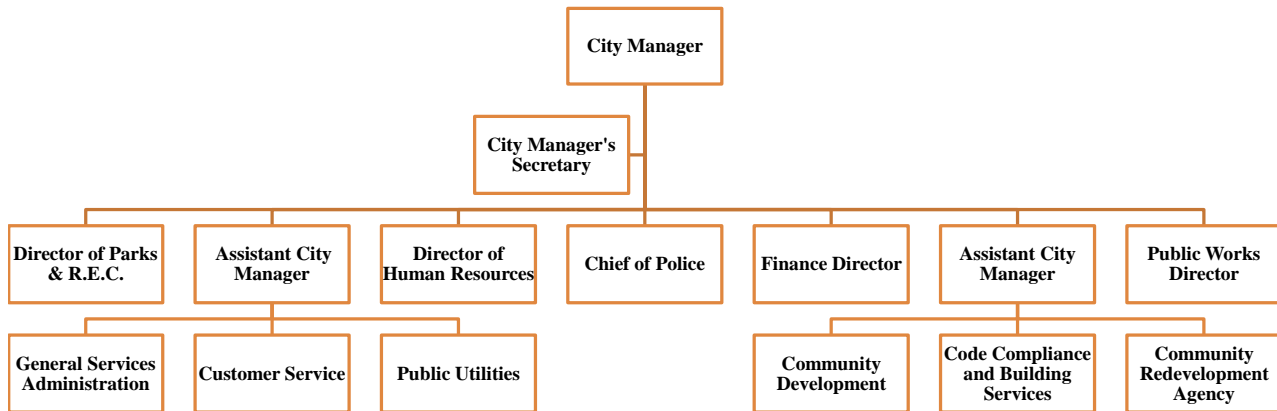 City Manager
City Manager's
Secretary
Director of Parks
& R.E.C.
Assistant City
Manager
Director of
Human Resources
Chief of Police
Finance Director
Assistant City
Manager
Public Works
Director
General Services
Administration
Customer Service
Public Utilities
Community
Development
Code Compliance
and Building
Services
Community
Redevelopment
Agency